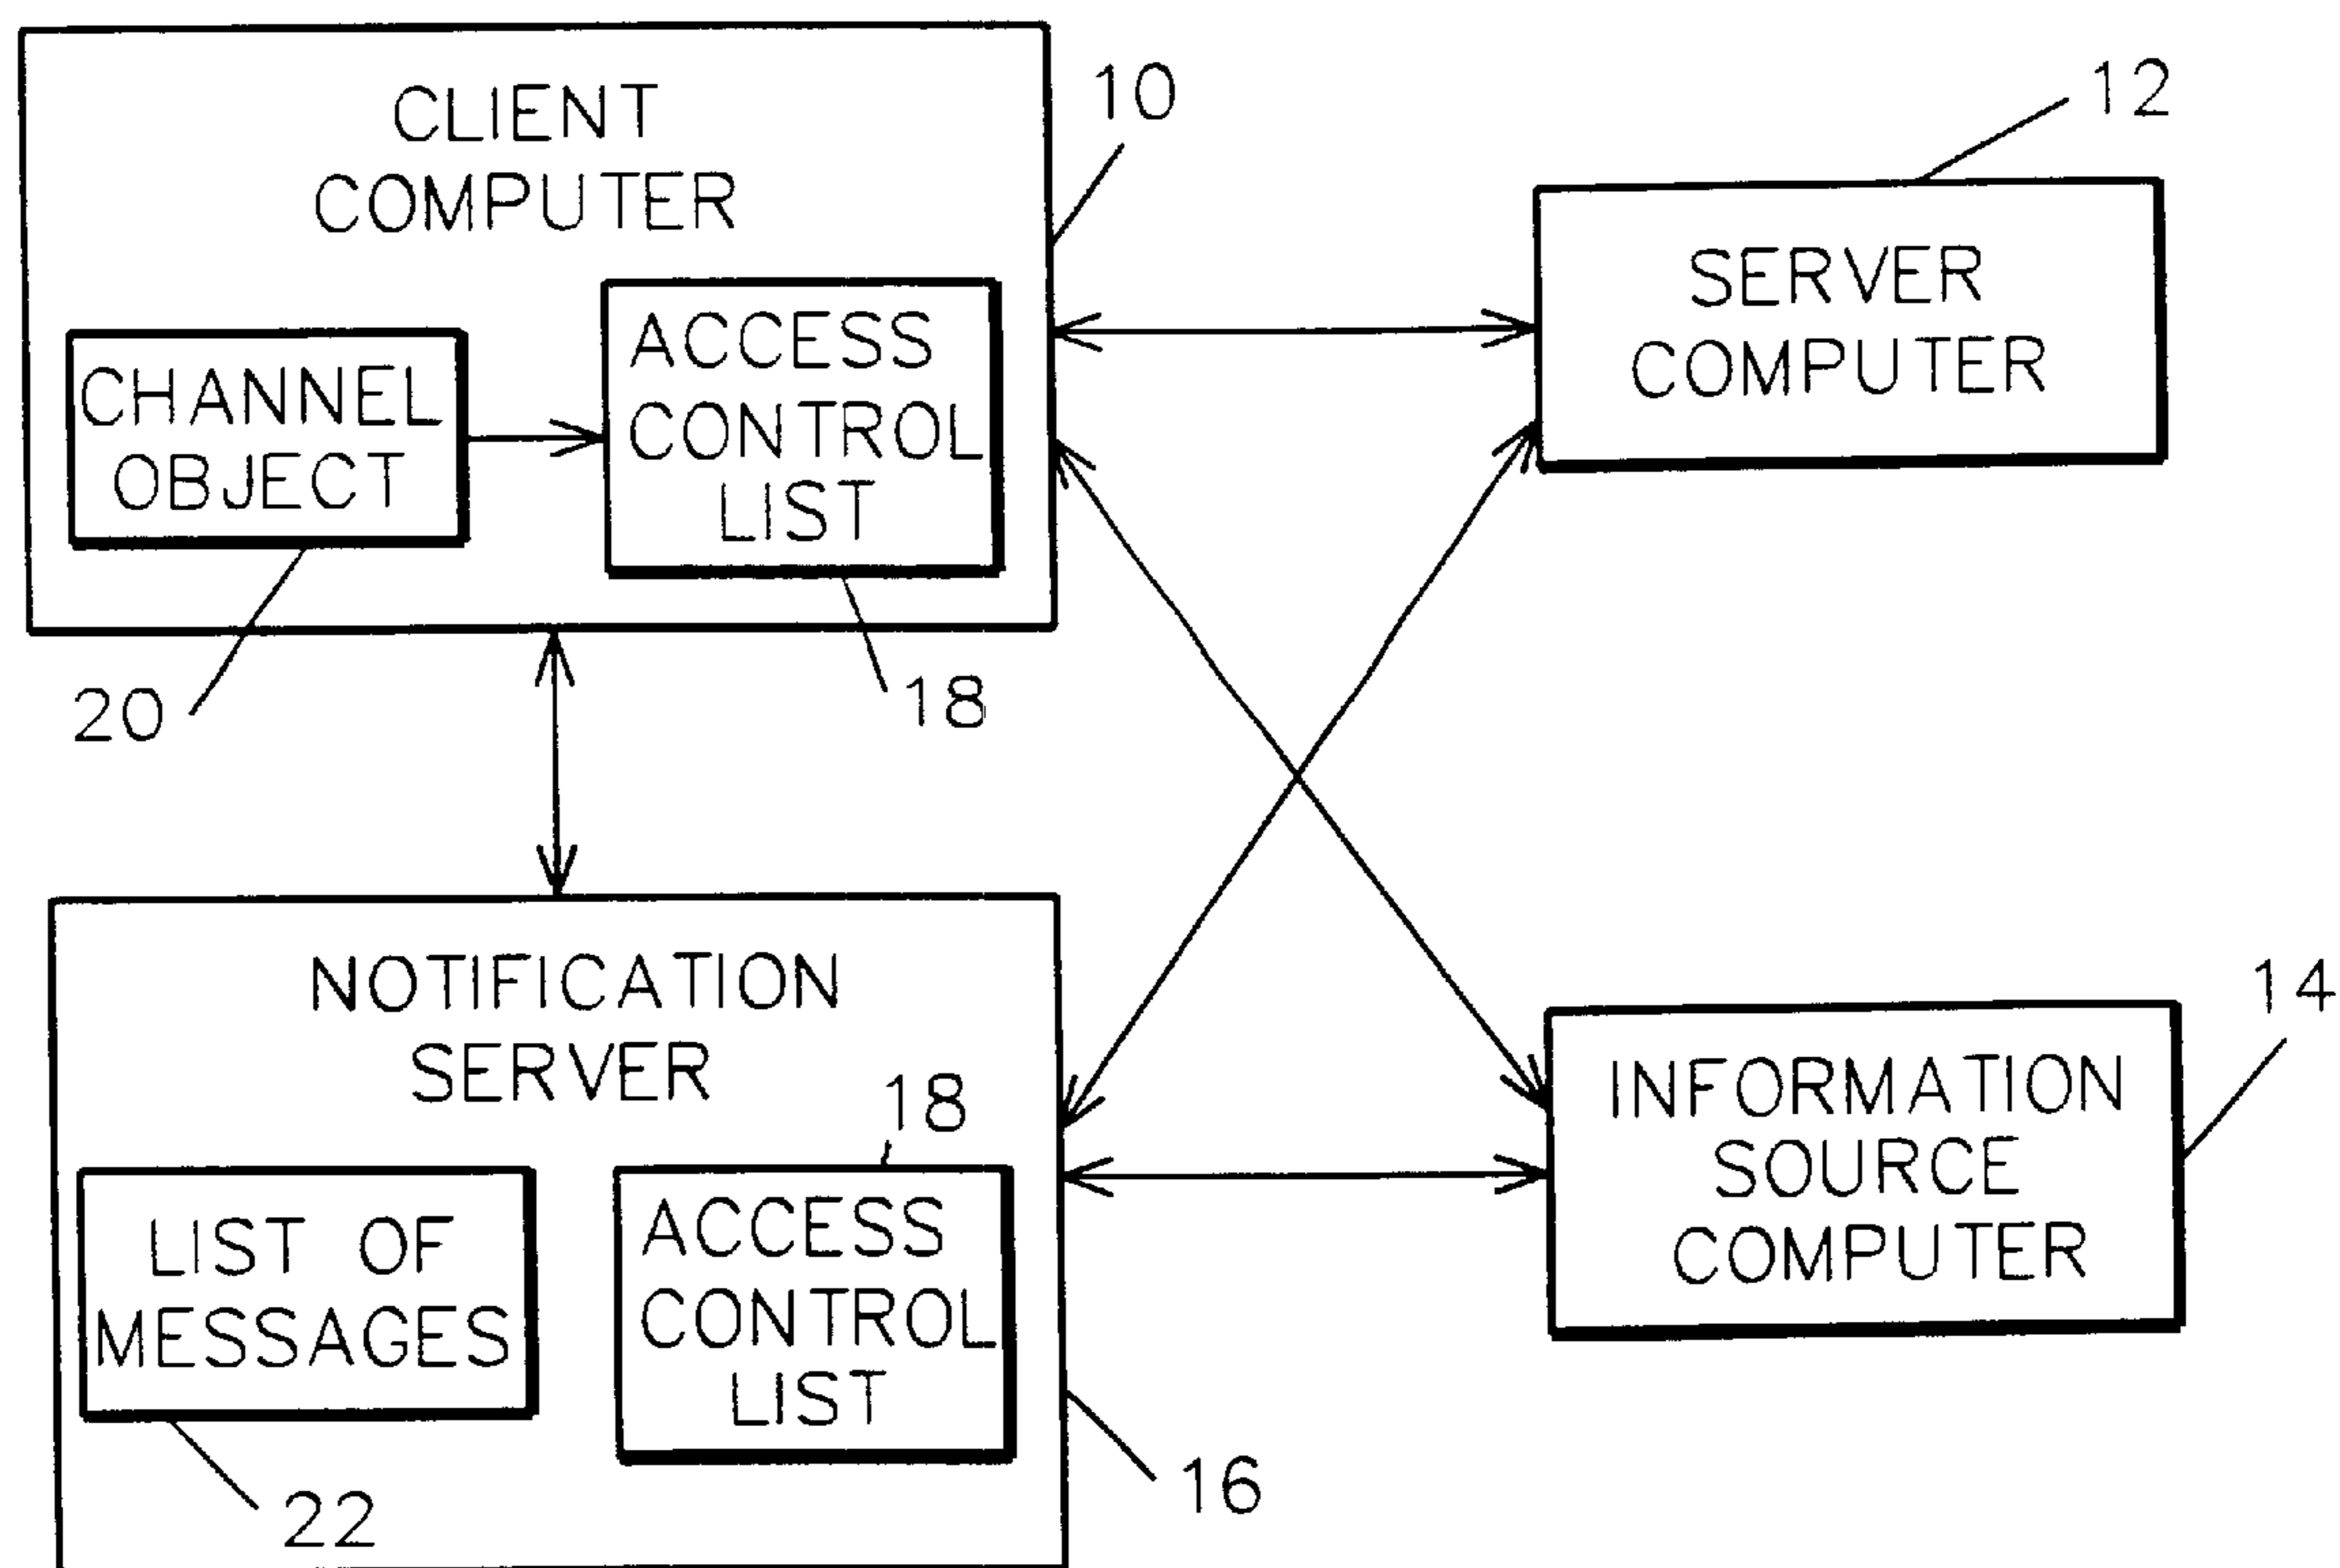 CLIENT
COMPUTER
10
12
SERVER
COMPUTER
CHANNEL
OBJECT
ACCESS
CONTROL
LIST
20
18
NOTIFICATION
SERVER
18
14
INFORMATION
SOURCE
COMPUTER
LIST OF
MESSAGES
ACCESS
CONTROL
LIST
22
16